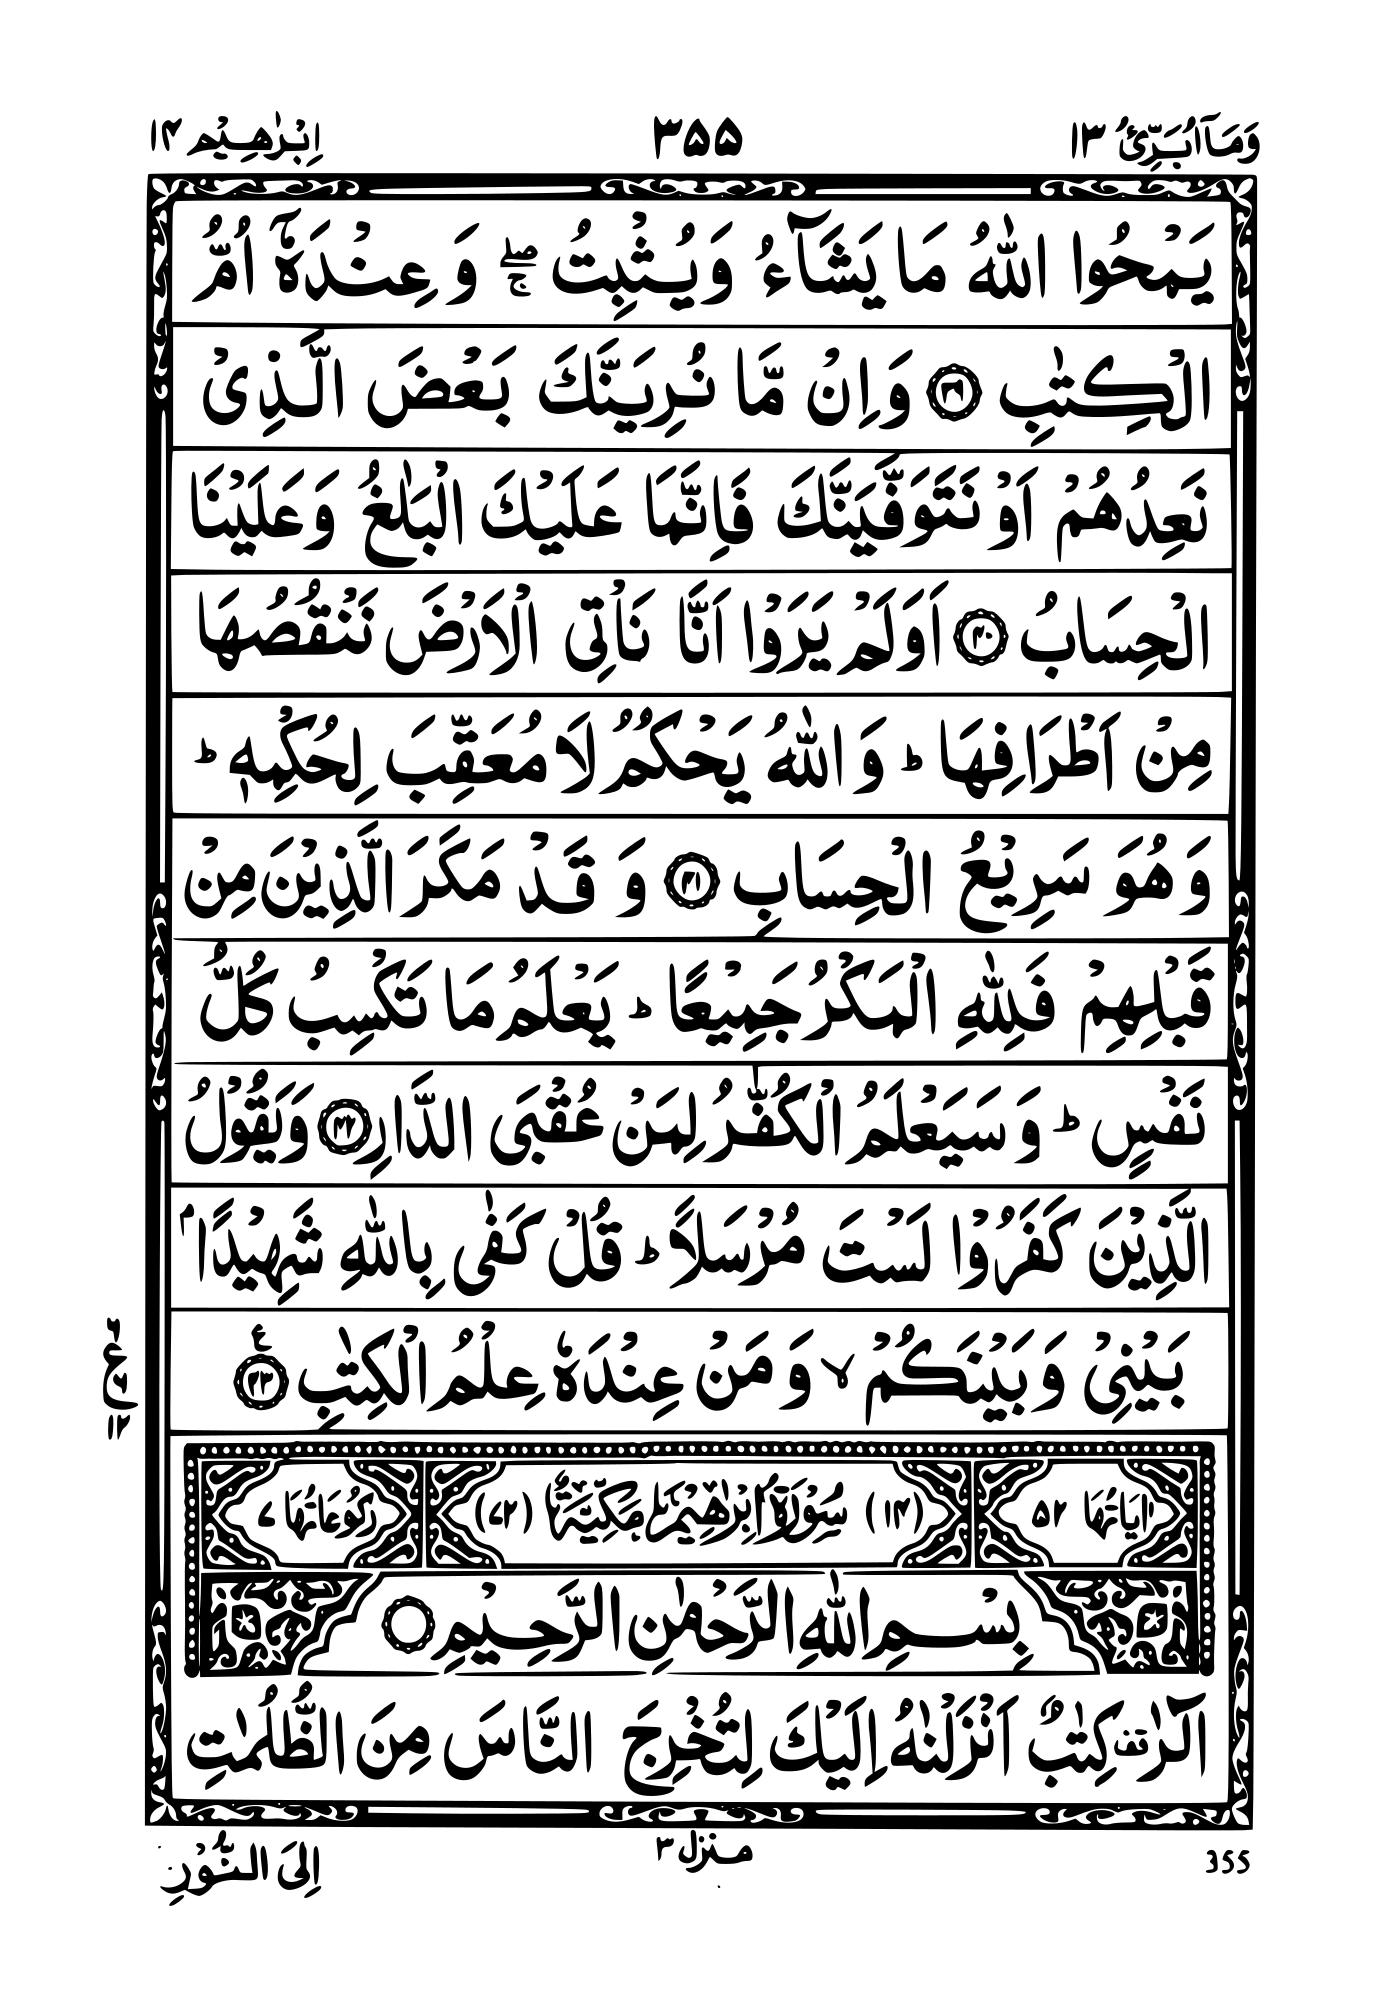 وَمَآ اُبَرِّئُ ۱۳
۳۵۵
اِبْرٰهِيْم ۱۴
يَمْحُوا اللّٰهُ مَا يَشَآءُ وَيُثْبِتُ ۖۚ وَ عِنْدَهٗۤ اُمُّ
الْكِتٰبِ ﴿۳۹﴾ وَاِنْ مَّا نُرِيَنَّكَ بَعْضَ الَّذِىْ
نَعِدُهُمْ اَوْ نَتَوَفَّيَنَّكَ فَاِنَّمَا عَلَيْكَ الْبَلٰغُ وَعَلَيْنَا
الْحِسَابُ ﴿۴۰﴾ اَوَلَمْ يَرَوْا اَنَّا نَاْتِى الْاَرْضَ نَنْقُصُهَا
مِنْ اَطْرَافِهَا ؕ وَ اللّٰهُ يَحْكُمُ لَا مُعَقِّبَ لِحُكْمِهٖ ؕ
وَ هُوَ سَرِيْعُ الْحِسَابِ ﴿۴۱﴾ وَ قَدْ مَكَرَ الَّذِيْنَ مِنْ
قَبْلِهِمْ فَلِلّٰهِ الْمَكْرُ جَمِيْعًا ؕ يَعْلَمُ مَا تَكْسِبُ كُلُّ
نَفْسٍ ؕ وَ سَيَعْلَمُ الْكُفّٰرُ لِمَنْ عُقْبَى الدَّارِ ﴿۴۲﴾ وَيَقُوْلُ
الَّذِيْنَ كَفَرُوْا لَسْتَ مُرْسَلًا ؕ قُلْ كَفٰى بِاللّٰهِ شَهِيْدًاۢ
بَيْنِىْ وَ بَيْنَكُمْ ۙ وَ مَنْ عِنْدَهٗ عِلْمُ الْكِتٰبِ ﴿۴۳﴾ ع
ع ۶ ۱۲
اٰيَاتُهَا ۵۲ (۱۴) سُوْرَةُ اِبْرٰهِيْمَ مَكِّيَّةٌ (۷۲) رُكُوْعَاتُهَا ۷
بِسْمِ اللّٰهِ الرَّحْمٰنِ الرَّحِيْمِ
الٓرٰ ۚقف كِتٰبٌ اَنْزَلْنٰهُ اِلَيْكَ لِتُخْرِجَ النَّاسَ مِنَ الظُّلُمٰتِ
355
منزل ۳
اِلَى النُّوْرِ